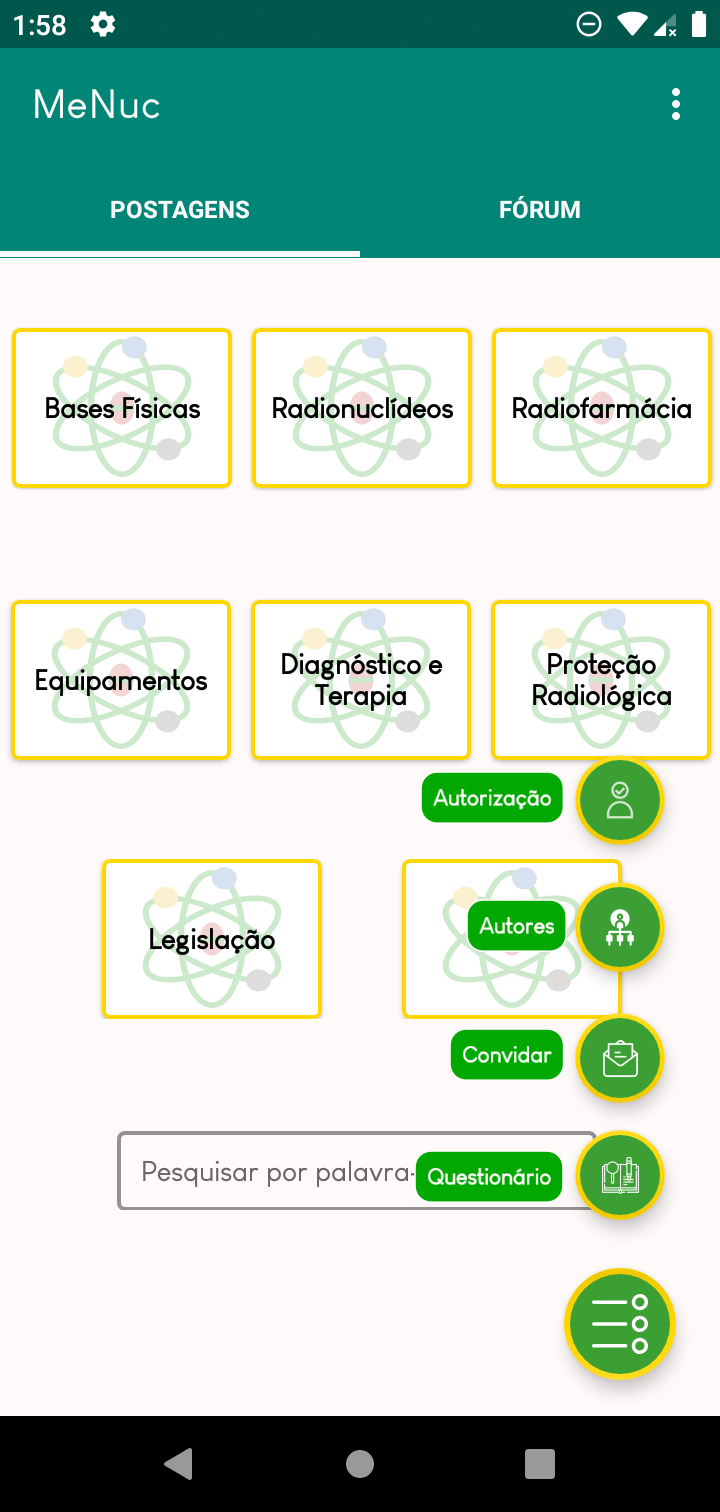 1:58
MeNuc
POSTAGENS
FÓRUM
Bases Físicas
Radionuclídeos
Radiofarmácia
Equipamentos
Diagnóstico e
Terapia
Proteção
Radiológica
Autorização
Legislação
Autores
Convidar
Pesquisar por palavra-
Questionário